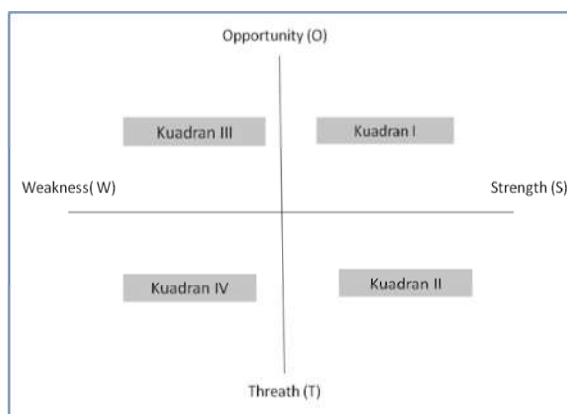 Opportunity (O)
Kuadran III
Kuadran I
Weakness( W)
Strength (S)
Kuadran IV
Kuadran II
Threath (T)